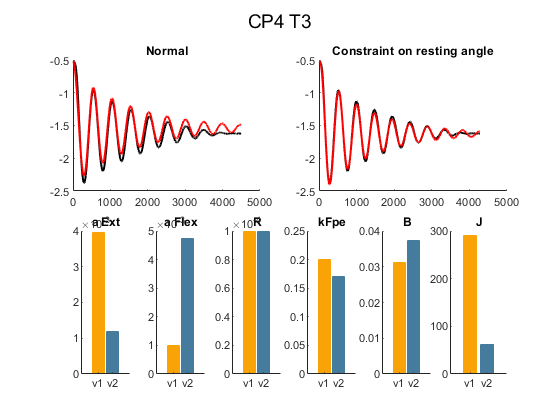 CP4 T3
Normal
Constraint on resting angle
-0.5
-1
-1.5
-2
-2.5
0 1000 2000 3000 4000 5000
-0.5
-1
-1.5
-2
-2.5
0 1000 2000 3000 4000 5000
a Ext
4
3
2
1
0
v1 v2
a Flex
5
4
3
2
1
0
v1 v2
R
1
0.8
0.6
0.4
0.2
0
v1 v2
kFpe
0.25
0.2
0.15
0.1
0.05
0
v1 v2
B
0.04
0.03
0.02
0.01
0
v1 v2
J
300
200
100
0
v1 v2